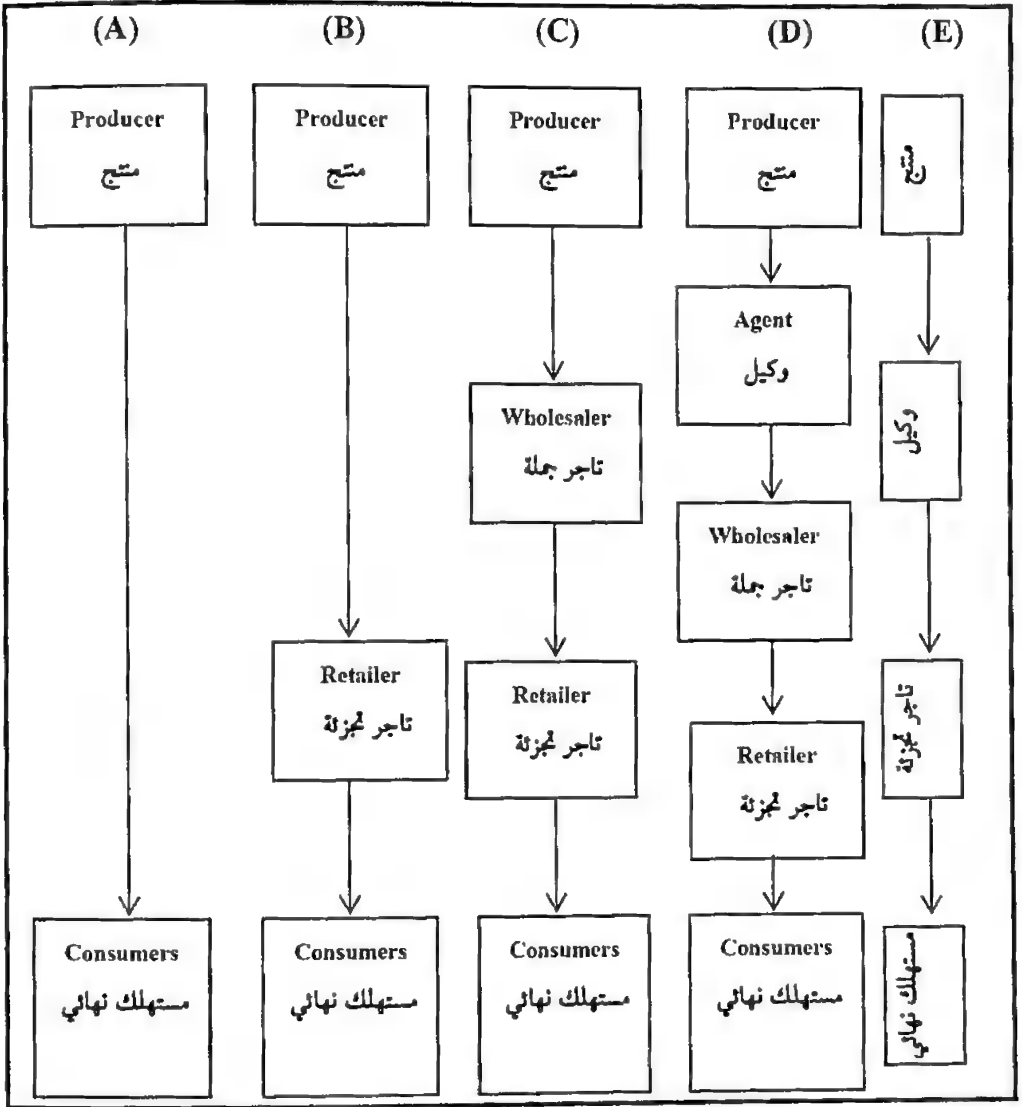 (A)
(B)
(C)
(D)
(E)
Producer
منتج
Consumers
مستهلك نهائي
Producer
منتج
Retailer
تاجر تجزئة
Consumers
مستهلك نهائي
Producer
منتج
Wholesaler
تاجر جملة
Retailer
تاجر تجزئة
Consumers
مستهلك نهائي
Producer
منتج
Agent
وكيل
Wholesaler
تاجر جملة
Retailer
تاجر تجزئة
Consumers
مستهلك نهائي
منتج
وكيل
تاجر تجزئة
مستهلك نهائي